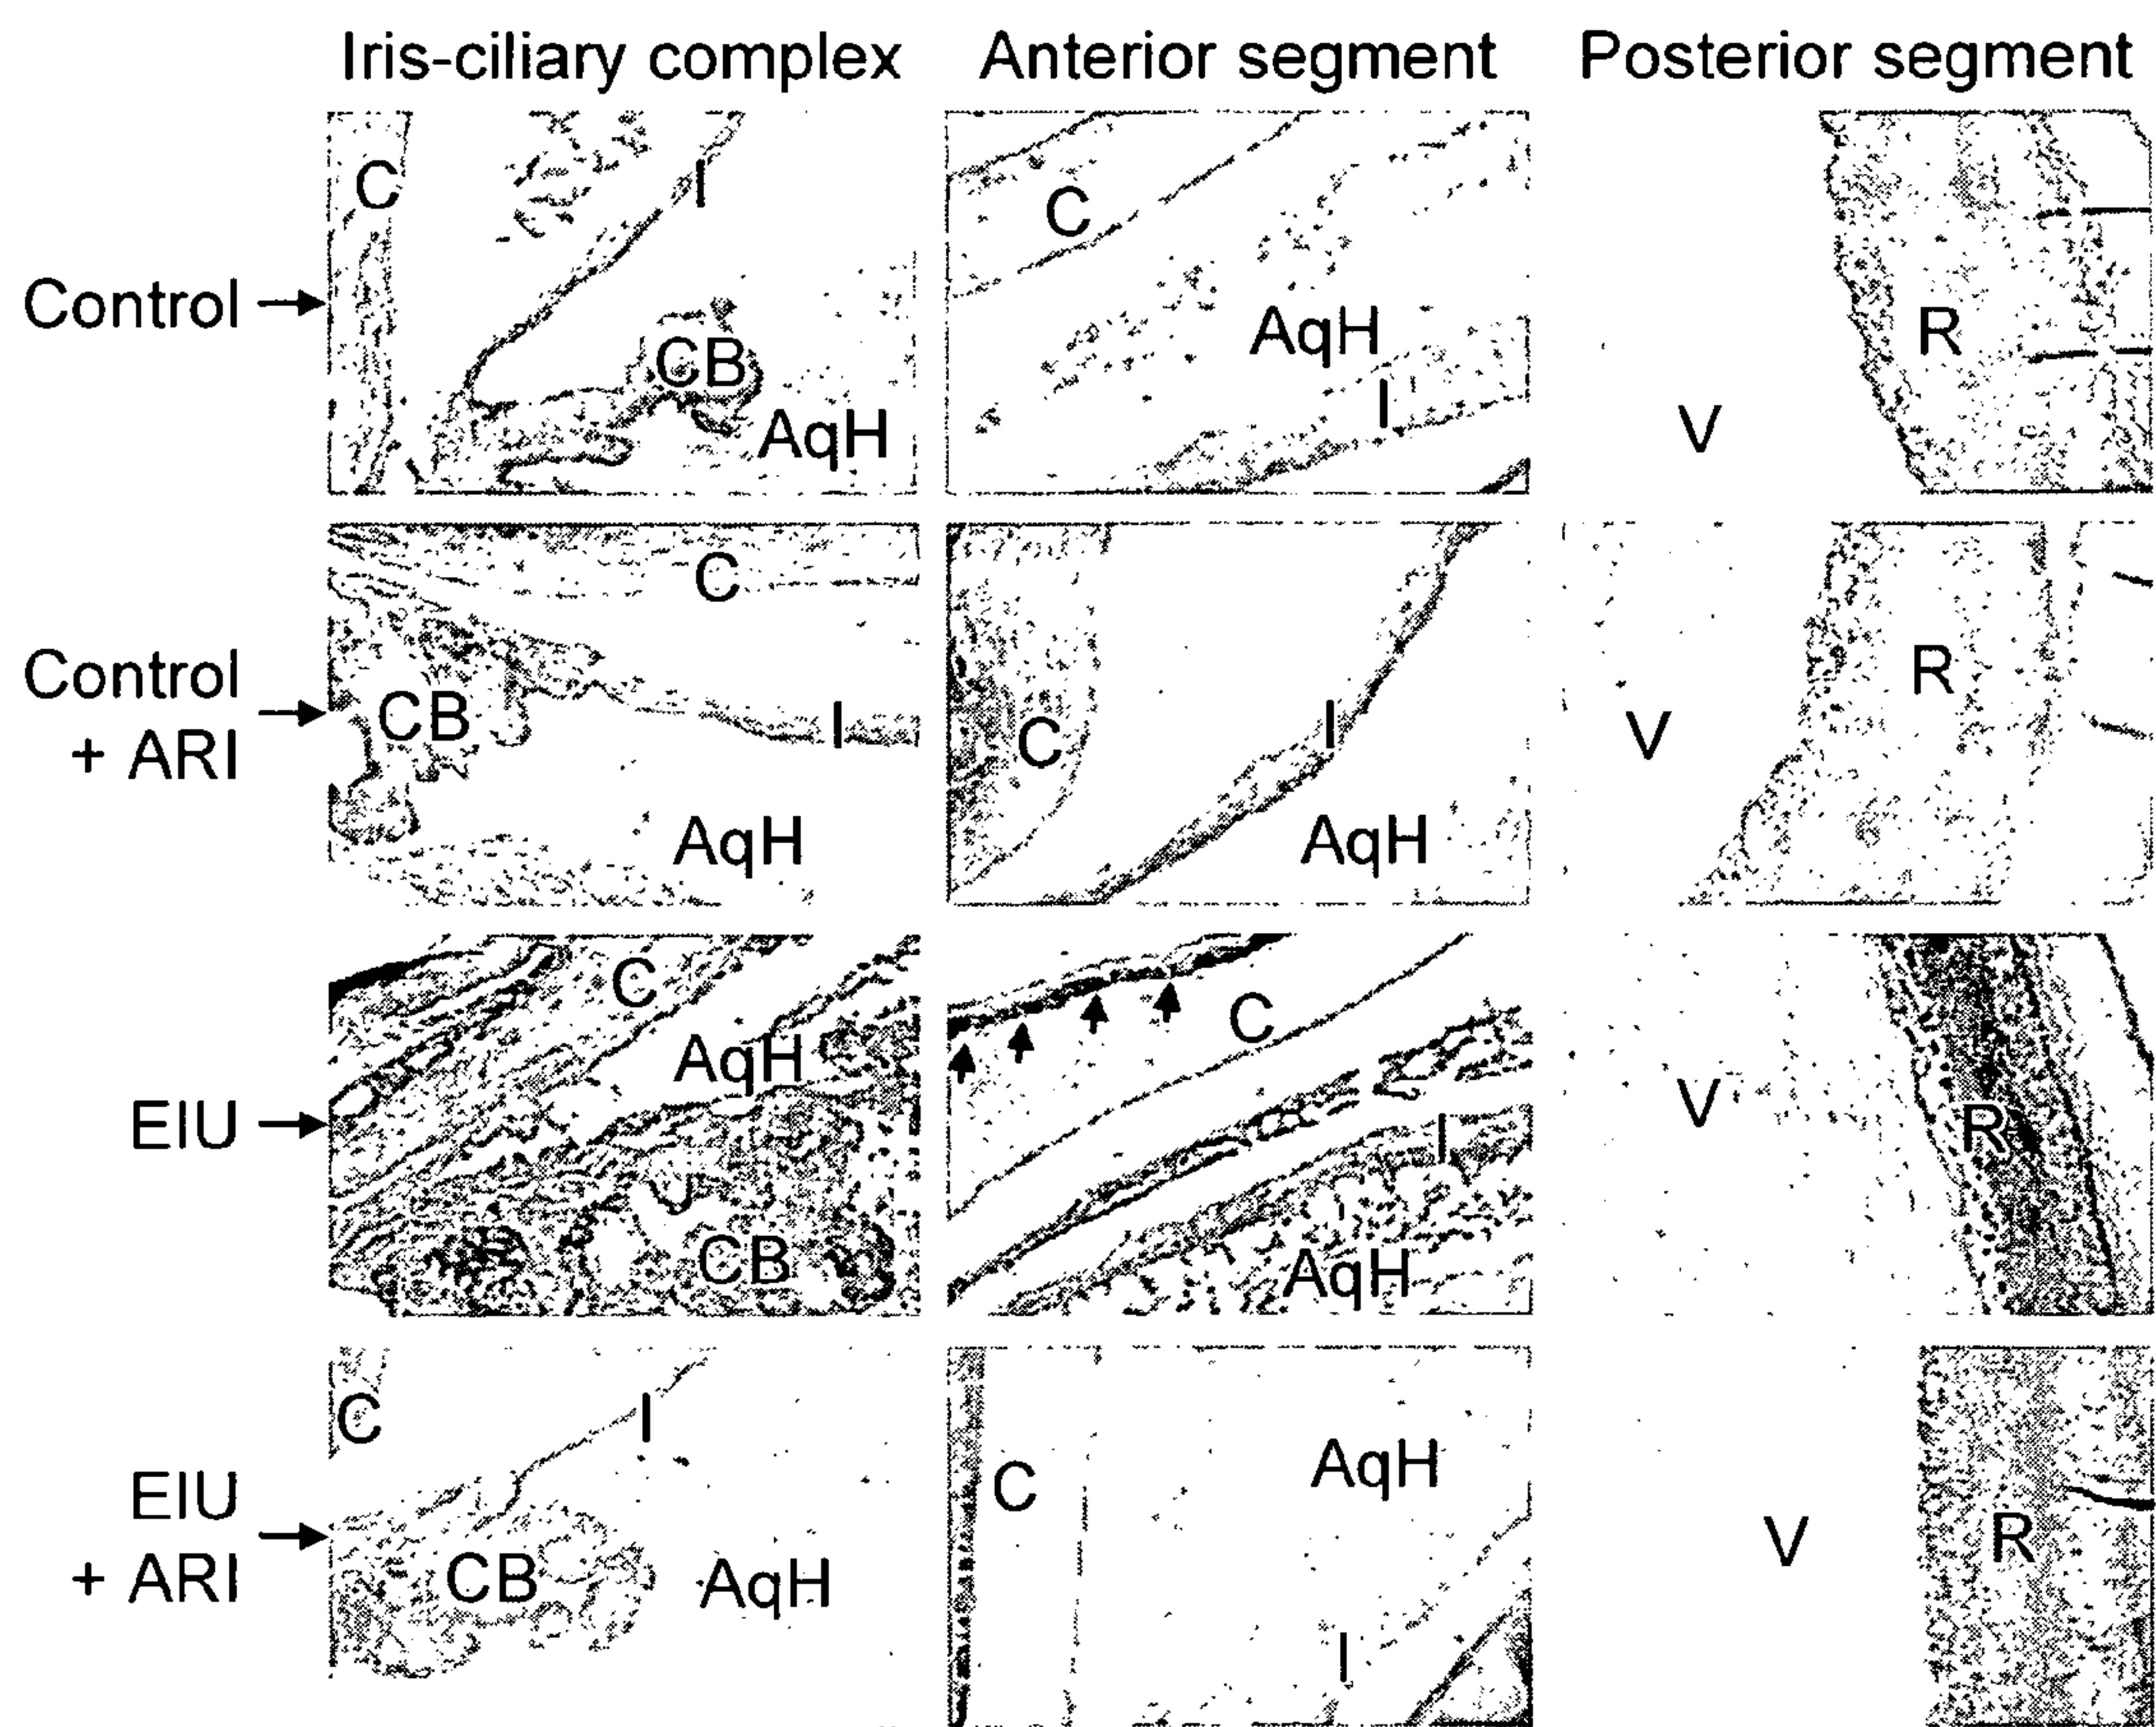 Iris-ciliary complex Anterior segment Posterior segment
Control
C I CB AqH
C AqH I
R V
Control
+ ARI
C CB I AqH
C I AqH
R V
EIU
C AqH CB
C I AqH
V R
EIU
+ ARI
C I CB AqH
AqH C I
V R